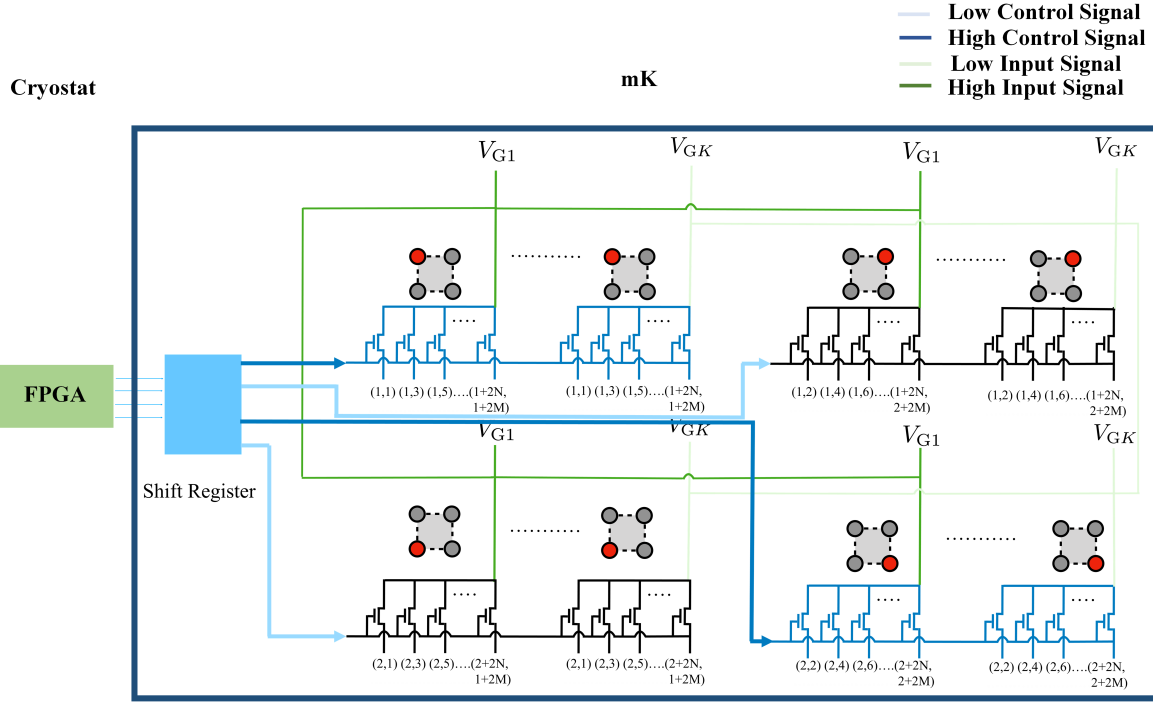 Low Control Signal
High Control Signal
Low Input Signal
High Input Signal
Cryostat
mK
V_G1
V_GK
V_G1
V_GK
(1,1) (1,3) (1,5)....(1+2N,
1+2M)
(1,1) (1,3) (1,5)....(1+2N,
1+2M)
(1,2) (1,4) (1,6)....(1+2N,
2+2M)
(1,2) (1,4) (1,6)....(1+2N,
2+2M)
FPGA
Shift Register
V_G1
V_GK
V_G1
V_GK
(2,1) (2,3) (2,5)....(2+2N,
1+2M)
(2,1) (2,3) (2,5)....(2+2N,
1+2M)
(2,2) (2,4) (2,6)....(2+2N,
2+2M)
(2,2) (2,4) (2,6)....(2+2N,
2+2M)